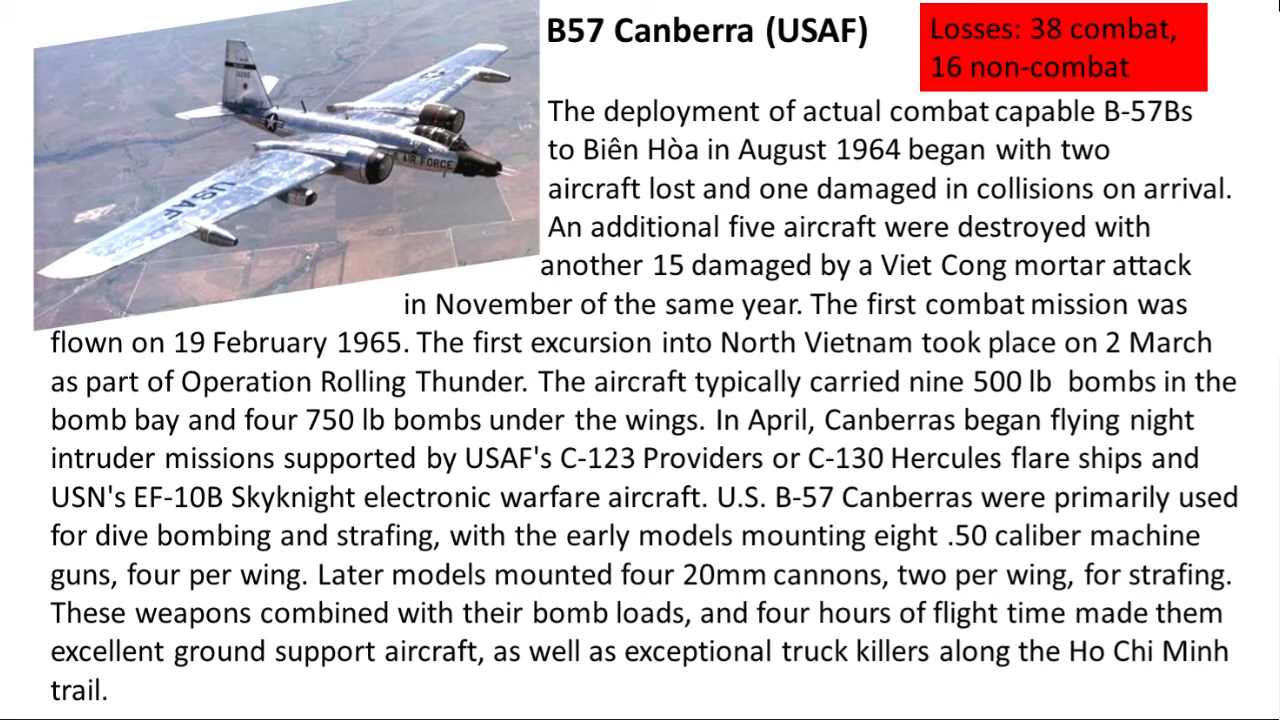 B57 Canberra (USAF)
Losses: 38 combat,
16 non-combat
The deployment of actual combat capable B-57Bs
to Biên Hòa in August 1964 began with two
aircraft lost and one damaged in collisions on arrival.
An additional five aircraft were destroyed with
another 15 damaged by a Viet Cong mortar attack
in November of the same year. The first combat mission was
flown on 19 February 1965. The first excursion into North Vietnam took place on 2 March
as part of Operation Rolling Thunder. The aircraft typically carried nine 500 lb  bombs in the
bomb bay and four 750 lb bombs under the wings. In April, Canberras began flying night
intruder missions supported by USAF's C-123 Providers or C-130 Hercules flare ships and
USN's EF-10B Skyknight electronic warfare aircraft. U.S. B-57 Canberras were primarily used
for dive bombing and strafing, with the early models mounting eight .50 caliber machine
guns, four per wing. Later models mounted four 20mm cannons, two per wing, for strafing.
These weapons combined with their bomb loads, and four hours of flight time made them
excellent ground support aircraft, as well as exceptional truck killers along the Ho Chi Minh
trail.
U.S. AIR FORCE
USAF